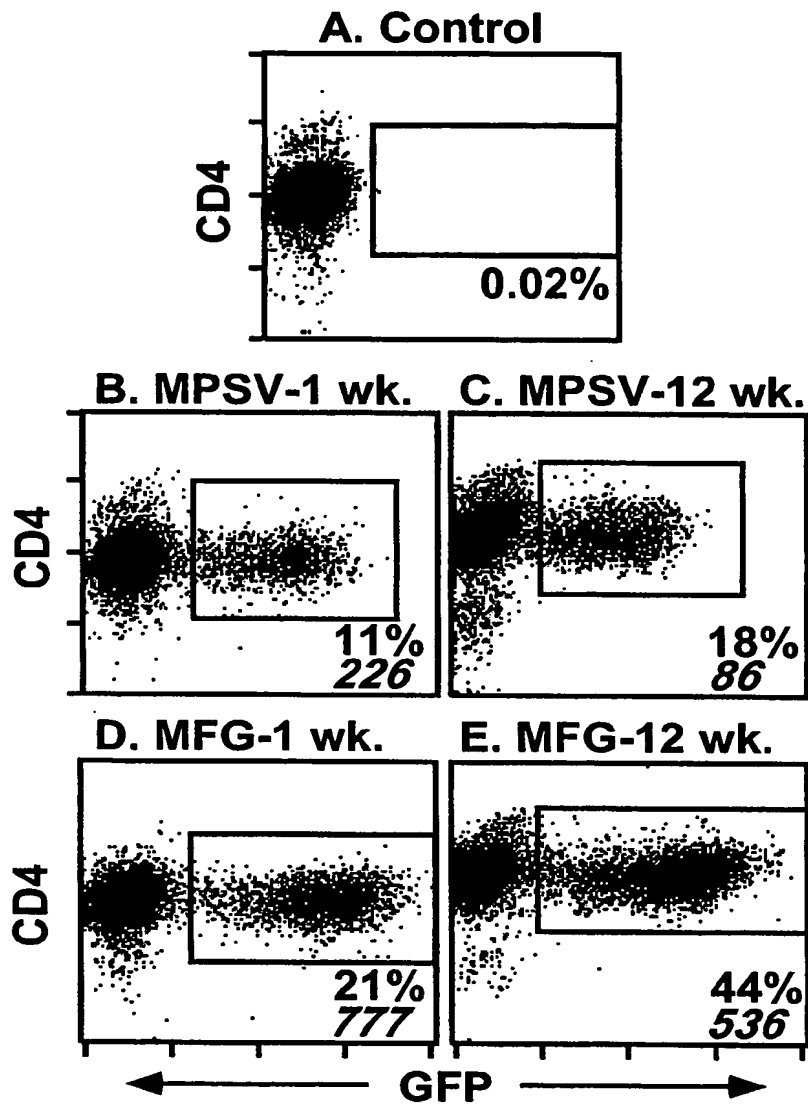 A. Control
CD4
0.02%
B. MPSV-1 wk.
C. MPSV-12 wk.
CD4
11%
226
18%
86
D. MFG-1 wk.
E. MFG-12 wk.
CD4
21%
777
44%
536
GFP